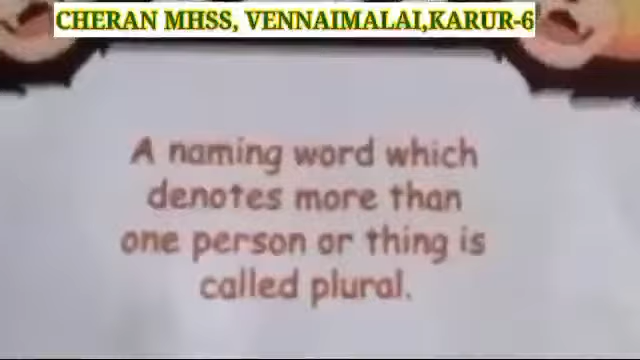 CHERAN MHSS, VENNAIMALAI,KARUR-6
A naming word which
denotes more than
one person or thing is
called plural.